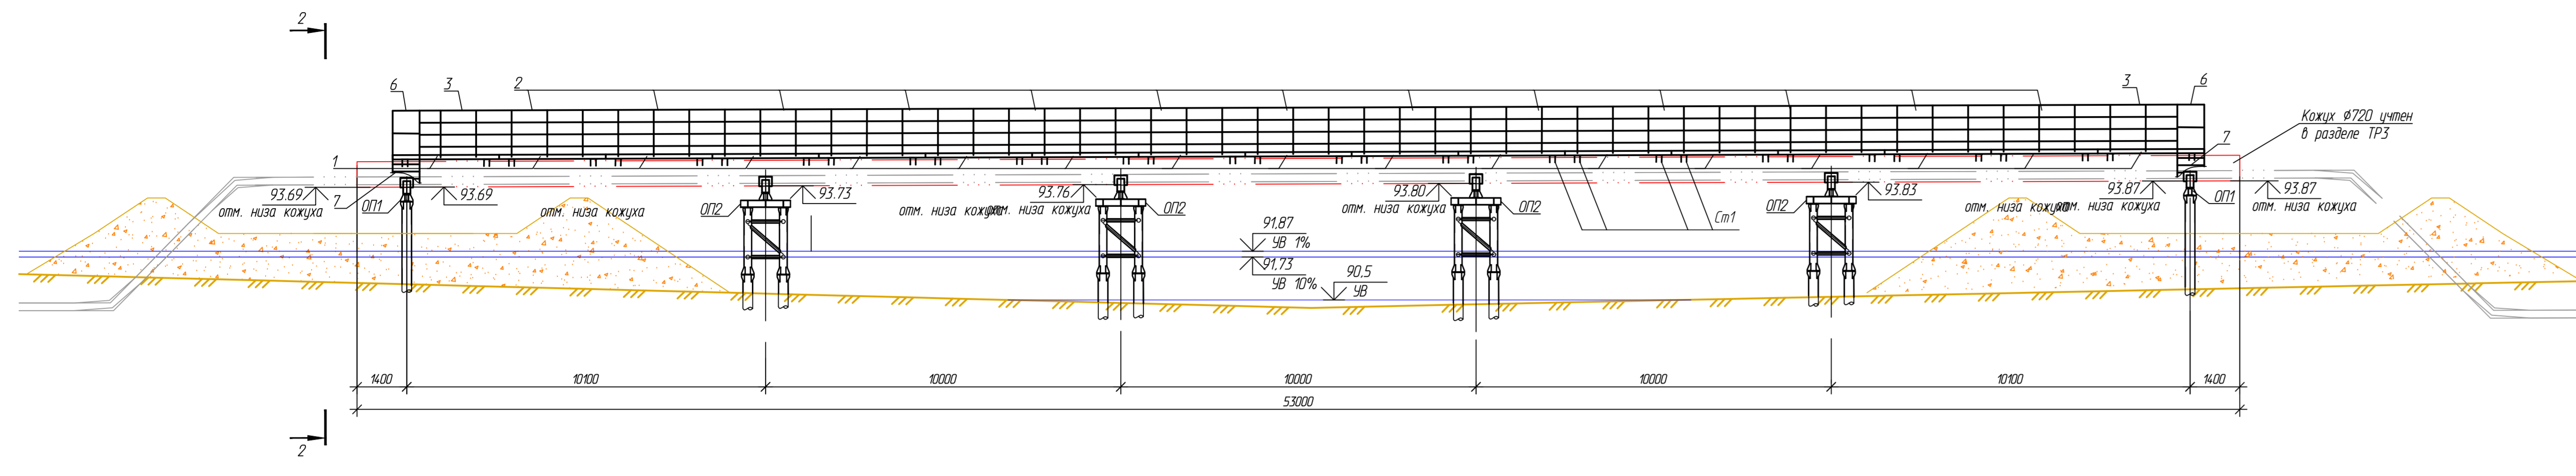 2
6
3
2
3
6
Кожух Ø720 учтен
в разделе ТР3
7
1
93.69
93.69
отм. низа кожуха
7
ОП1
отм. низа кожуха
ОП2
93.73
отм. низа кожуха
93.76
отм. низа кожуха
ОП2
91,87
УВ 1%
91,73
УВ 10%
90,5
УВ
93.80
отм. низа кожуха
ОП2
Ст1
ОП2
93.83
отм. низа кожуха
93.87
отм. низа кожуха
ОП1
93.87
отм. низа кожуха
1400
10100
10000
10000
10000
10100
1400
53000
2